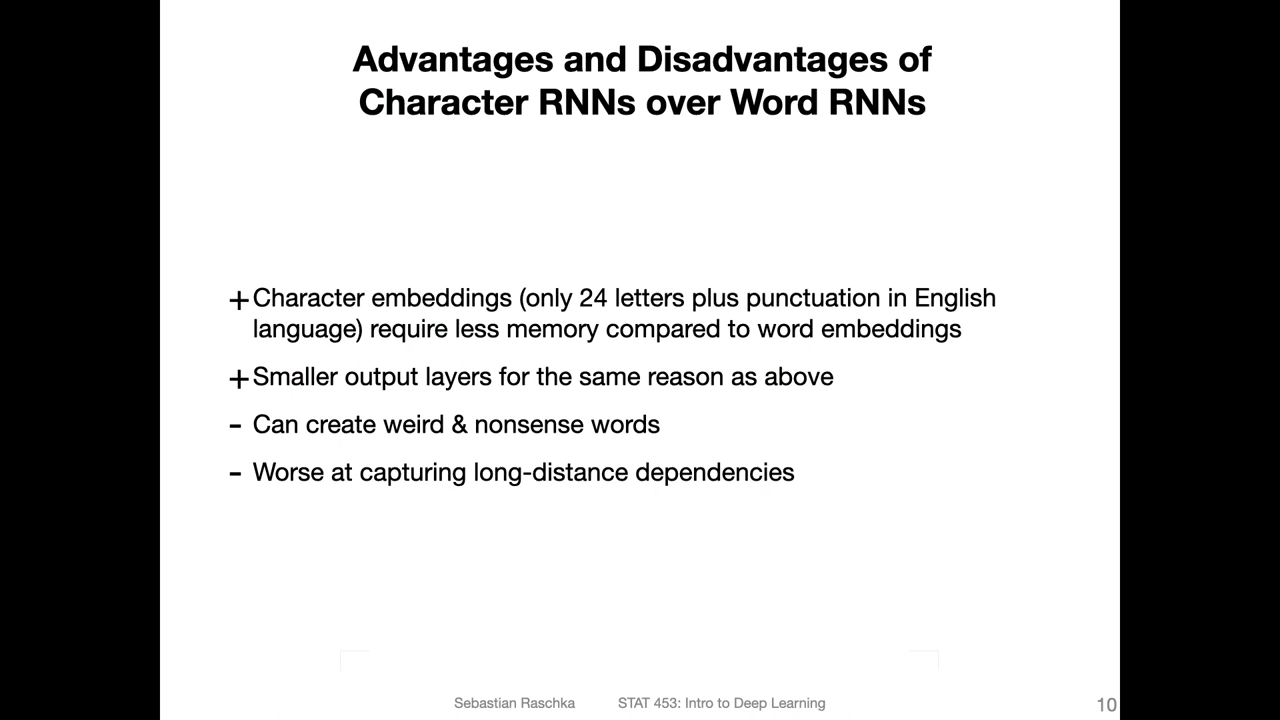 Advantages and Disadvantages of
Character RNNs over Word RNNs
+ Character embeddings (only 24 letters plus punctuation in English
language) require less memory compared to word embeddings
+ Smaller output layers for the same reason as above
- Can create weird & nonsense words
- Worse at capturing long-distance dependencies
Sebastian Raschka STAT 453: Intro to Deep Learning 10